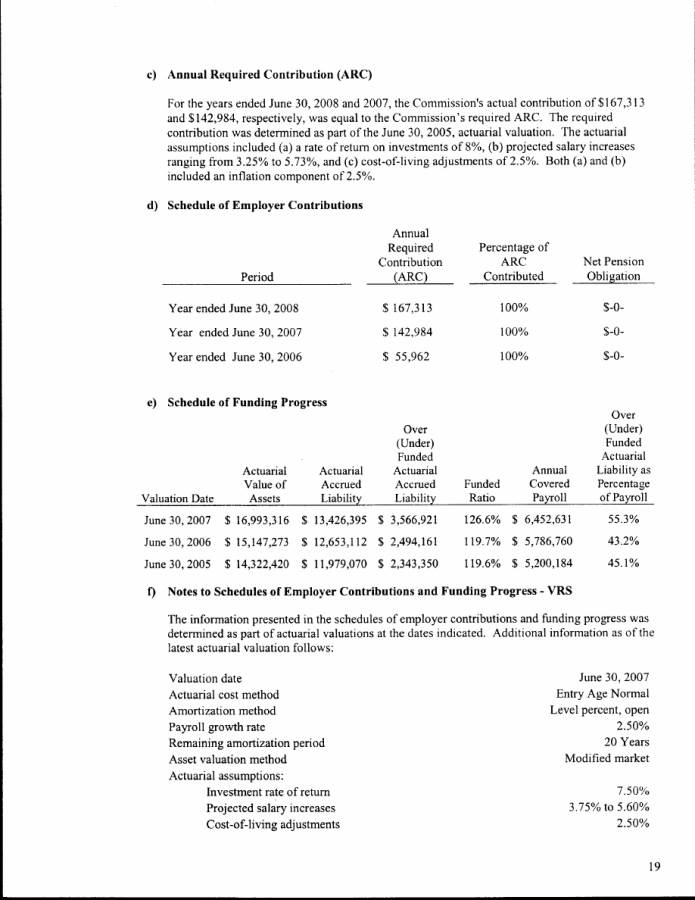 c) Annual Required Contribution (ARC)
For the years ended June 30, 2008 and 2007, the Commission's actual contribution of $167,313
and $142,984, respectively, was equal to the Commission's required ARC. The required
contribution was determined as part of the June 30, 2005, actuarial valuation. The actuarial
assumptions included (a) a rate of return on investments of 8%, (b) projected salary increases
ranging from 3.25% to 5.73%, and (c) cost-of-living adjustments of 2.5%. Both (a) and (b)
included an inflation component of 2.5%.
d) Schedule of Employer Contributions
Annual
Required Percentage of
Contribution ARC Net Pension
Period (ARC) Contributed Obligation
Year ended June 30, 2008 $ 167,313 100% $-0-
Year ended June 30, 2007 $ 142,984 100% $-0-
Year ended June 30, 2006 $ 55,962 100% $-0-
e) Schedule of Funding Progress
Over
Over (Under)
(Under) Funded
Funded Actuarial
Actuarial Actuarial Actuarial Annual Liability as
Value of Accrued Accrued Funded Covered Percentage
Valuation Date Assets Liability Liability Ratio Payroll of Payroll
June 30, 2007 $ 16,993,316 $ 13,426,395 $ 3,566,921 126.6% $ 6,452,631 55.3%
June 30, 2006 $ 15,147,273 $ 12,653,112 $ 2,494,161 119.7% $ 5,786,760 43.2%
June 30, 2005 $ 14,322,420 $ 11,979,070 $ 2,343,350 119.6% $ 5,200,184 45.1%
f) Notes to Schedules of Employer Contributions and Funding Progress - VRS
The information presented in the schedules of employer contributions and funding progress was
determined as part of actuarial valuations at the dates indicated. Additional information as of the
latest actuarial valuation follows:
Valuation date June 30, 2007
Actuarial cost method Entry Age Normal
Amortization method Level percent, open
Payroll growth rate 2.50%
Remaining amortization period 20 Years
Asset valuation method Modified market
Actuarial assumptions:
Investment rate of return 7.50%
Projected salary increases 3.75% to 5.60%
Cost-of-living adjustments 2.50%
19